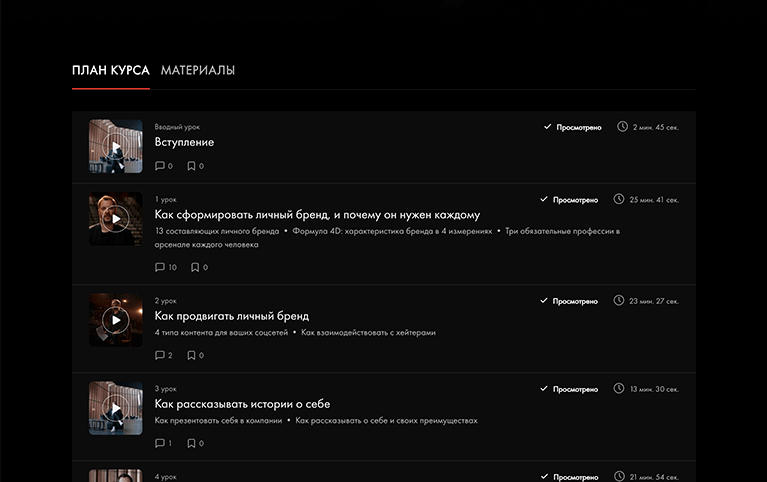 ПЛАН КУРСА МАТЕРИАЛЫ
Вводный урок
✓ Просмотрено 2 мин. 45 сек.
Вступление
0 0
1 урок
✓ Просмотрено 25 мин. 41 сек.
Как сформировать личный бренд, и почему он нужен каждому
13 составляющих личного бренда • Формула 4D: характеристика бренда в 4 измерениях • Три обязательные профессии в
арсенале каждого человека
10 0
2 урок
✓ Просмотрено 23 мин. 27 сек.
Как продвигать личный бренд
4 типа контента для ваших соцсетей • Как взаимодействовать с хейтерами
2 0
3 урок
✓ Просмотрено 13 мин. 30 сек.
Как рассказывать истории о себе
Как презентовать себя в компании • Как рассказывать о себе и своих преимуществах
1 0
4 урок
✓ Просмотрено 21 мин. 54 сек.